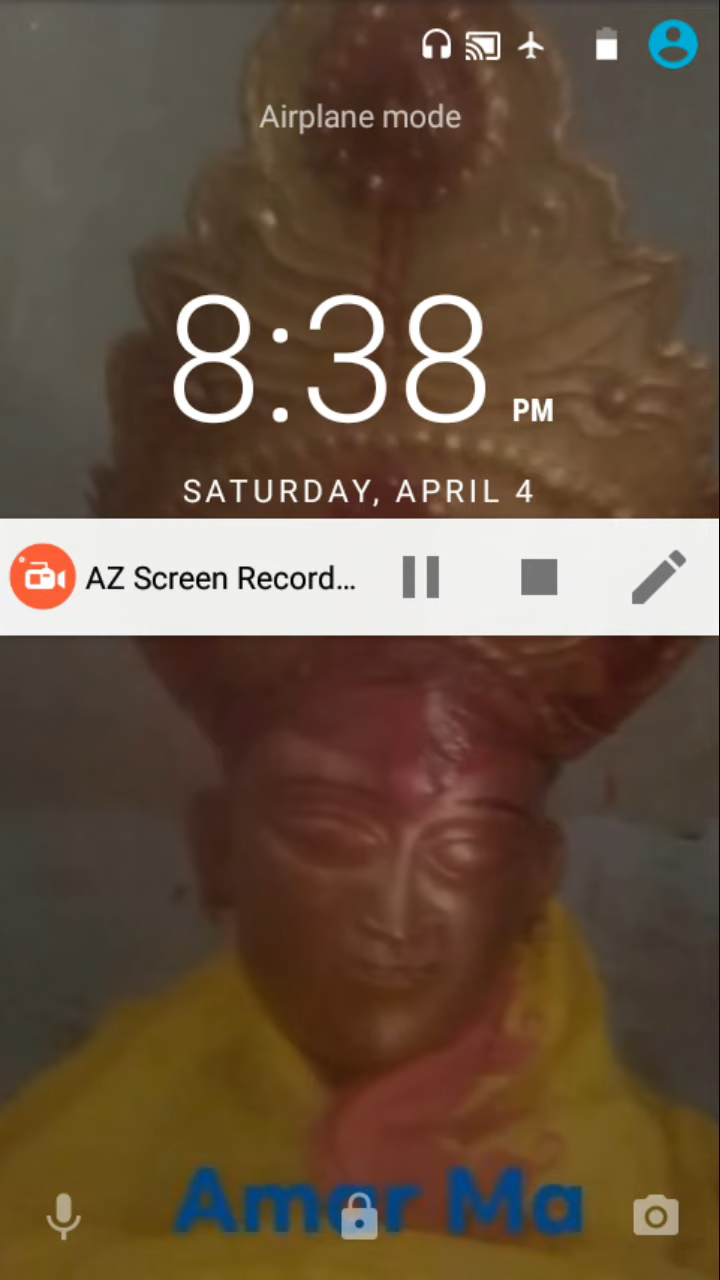 Airplane mode
8:38 PM
SATURDAY, APRIL 4
AZ Screen Record...
Amar Ma